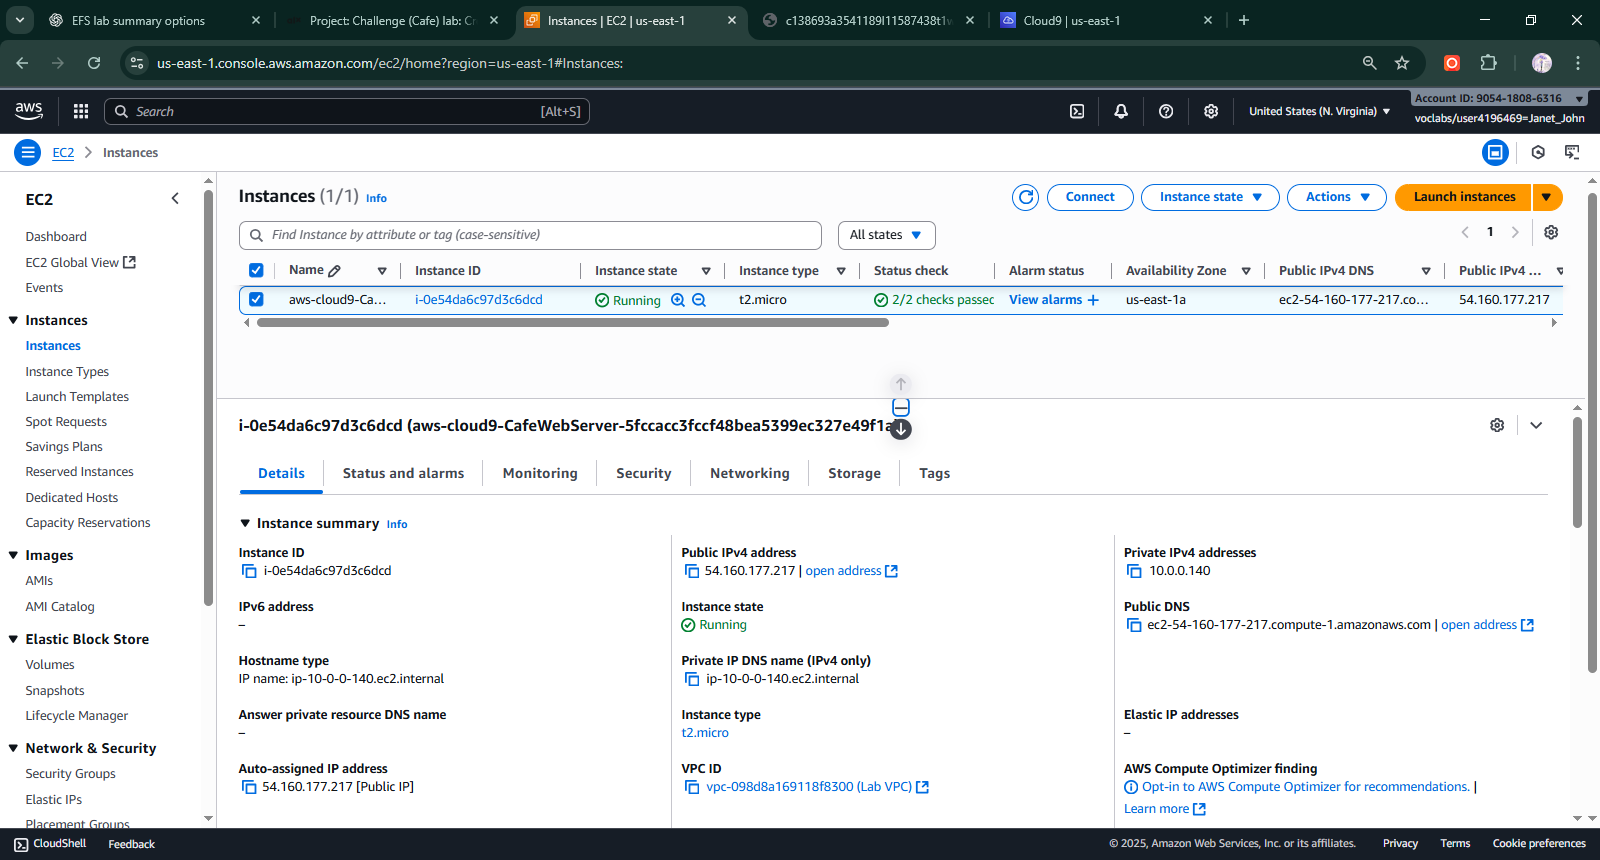 EFS lab summary options
Project: Challenge (Cafe) lab: Cr
Instances | EC2 | us-east-1
c138693a3541189l11587438t1w
Cloud9 | us-east-1
us-east-1.console.aws.amazon.com/ec2/home?region=us-east-1#Instances:
aws
Search
[Alt+S]
United States (N. Virginia)
Account ID: 9054-1808-6316
voclabs/user4196469=Janet_John
EC2
Instances
EC2
Dashboard
EC2 Global View
Events
Instances
Instances
Instance Types
Launch Templates
Spot Requests
Savings Plans
Reserved Instances
Dedicated Hosts
Capacity Reservations
Images
AMIs
AMI Catalog
Elastic Block Store
Volumes
Snapshots
Lifecycle Manager
Network & Security
Security Groups
Elastic IPs
Placement Groups
Instances (1/1) Info
Connect
Instance state
Actions
Launch instances
Find Instance by attribute or tag (case-sensitive)
All states
1
Name Instance ID Instance state Instance type Status check Alarm status Availability Zone Public IPv4 DNS Public IPv4 ...
aws-cloud9-Ca... i-0e54da6c97d3c6dcd Running t2.micro 2/2 checks passec View alarms + us-east-1a ec2-54-160-177-217.co... 54.160.177.217
i-0e54da6c97d3c6dcd (aws-cloud9-CafeWebServer-5fccacc3fccf48bea5399ec327e49f1a
Details Status and alarms Monitoring Security Networking Storage Tags
Instance summary Info
Instance ID
i-0e54da6c97d3c6dcd
Public IPv4 address
54.160.177.217 | open address
Private IPv4 addresses
10.0.0.140
IPv6 address
–
Instance state
Running
Public DNS
ec2-54-160-177-217.compute-1.amazonaws.com | open address
Hostname type
IP name: ip-10-0-0-140.ec2.internal
Private IP DNS name (IPv4 only)
ip-10-0-0-140.ec2.internal
Answer private resource DNS name
–
Instance type
t2.micro
Elastic IP addresses
–
Auto-assigned IP address
54.160.177.217 [Public IP]
VPC ID
vpc-098d8a169118f8300 (Lab VPC)
AWS Compute Optimizer finding
Opt-in to AWS Compute Optimizer for recommendations. |
Learn more
CloudShell
Feedback
© 2025, Amazon Web Services, Inc. or its affiliates.
Privacy
Terms
Cookie preferences